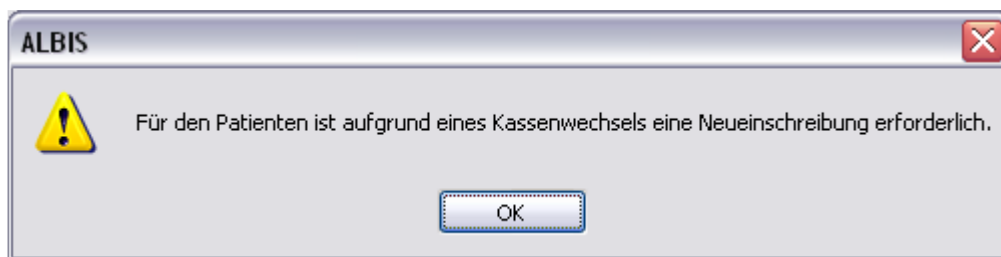 ALBIS
Für den Patienten ist aufgrund eines Kassenwechsels eine Neueinschreibung erforderlich.
OK